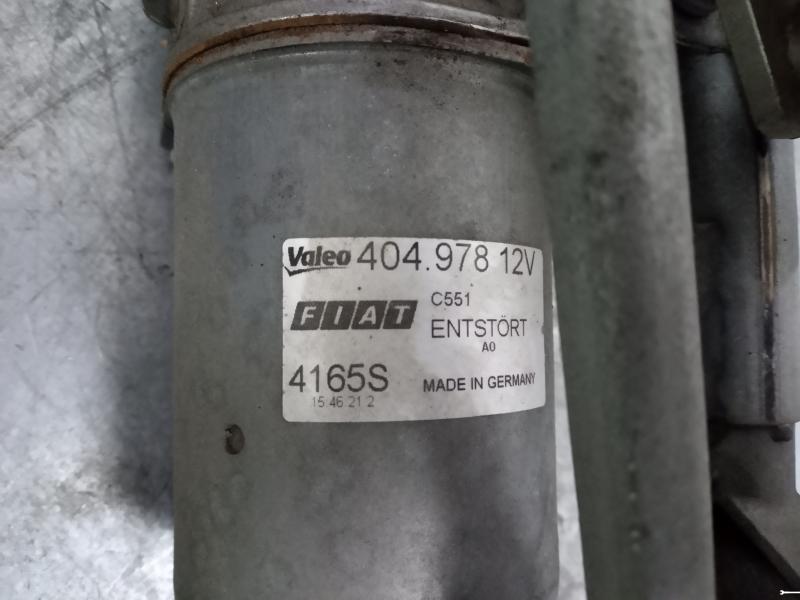 Valeo 404.978 12V
FIAT C551
ENTSTÖRT
A0
4165S MADE IN GERMANY
15 46 21 2